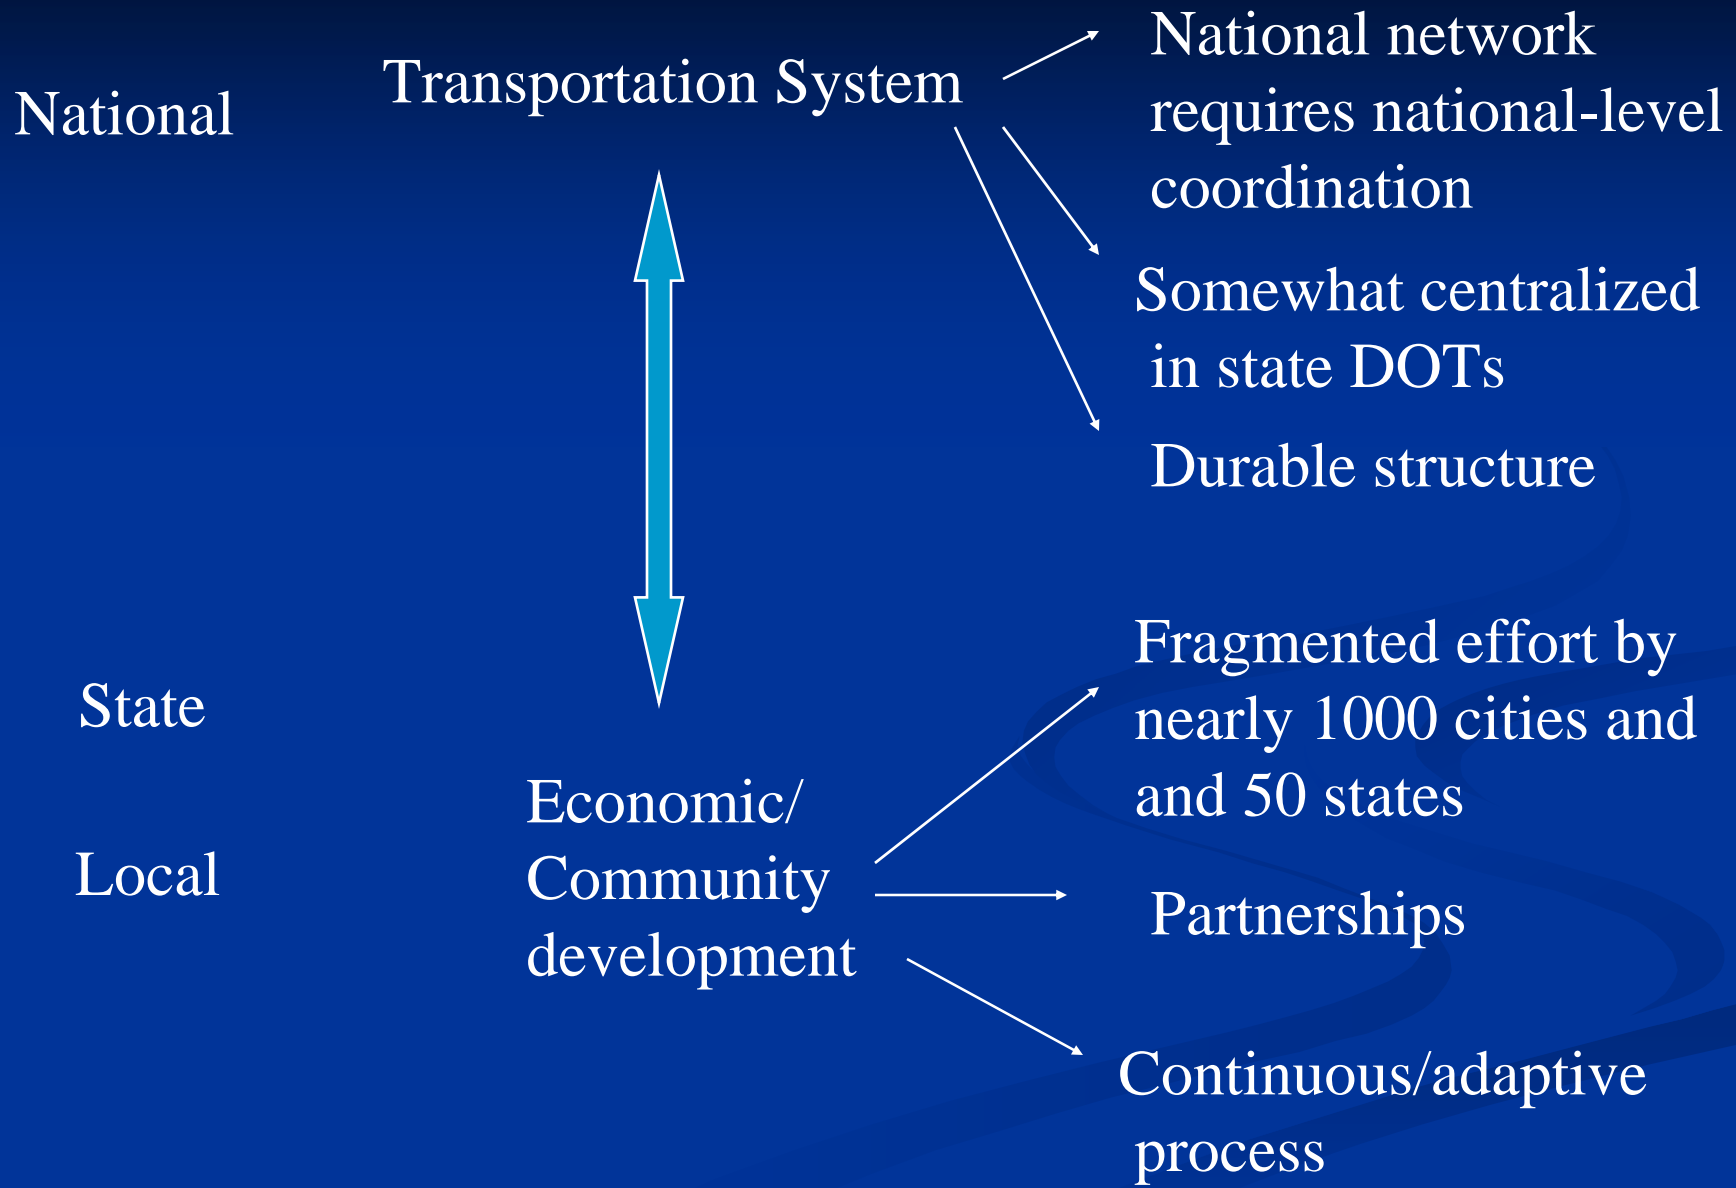 National
Transportation System
National network
requires national-level
coordination
Somewhat centralized
in state DOTs
Durable structure
State
Local
Economic/
Community
development
Fragmented effort by
nearly 1000 cities and
and 50 states
Partnerships
Continuous/adaptive
process